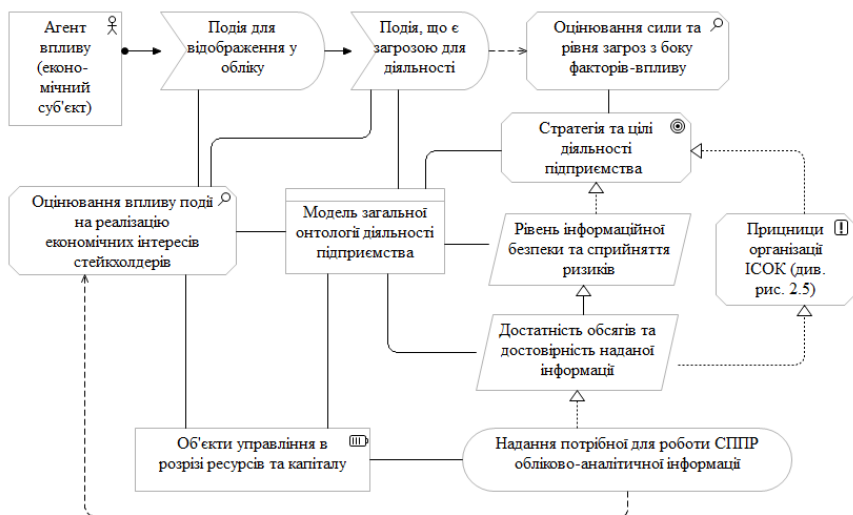 Агент
впливу
(еконо-
мічний
суб'єкт)
Подія для
відображення у
обліку
Подія, що є
загрозою для
діяльності
Оцінювання сили та
рівня загроз з боку
факторів-впливу
Стратегія та цілі
діяльності
підприємства
Оцінювання впливу події
на реалізацію
економічних інтересів
стейкхолдерів
Модель загальної
онтології діяльності
підприємства
Рівень інформаційної
безпеки та сприйняття
ризиків
Прицники
організації
ІСОК (див.
рис. 2.5)
Достатність обсягів та
достовірність наданої
інформації
Об'єкти управління в
розрізі ресурсів та капіталу
Надання потрібної для роботи СППР
обліково-аналітичної інформації